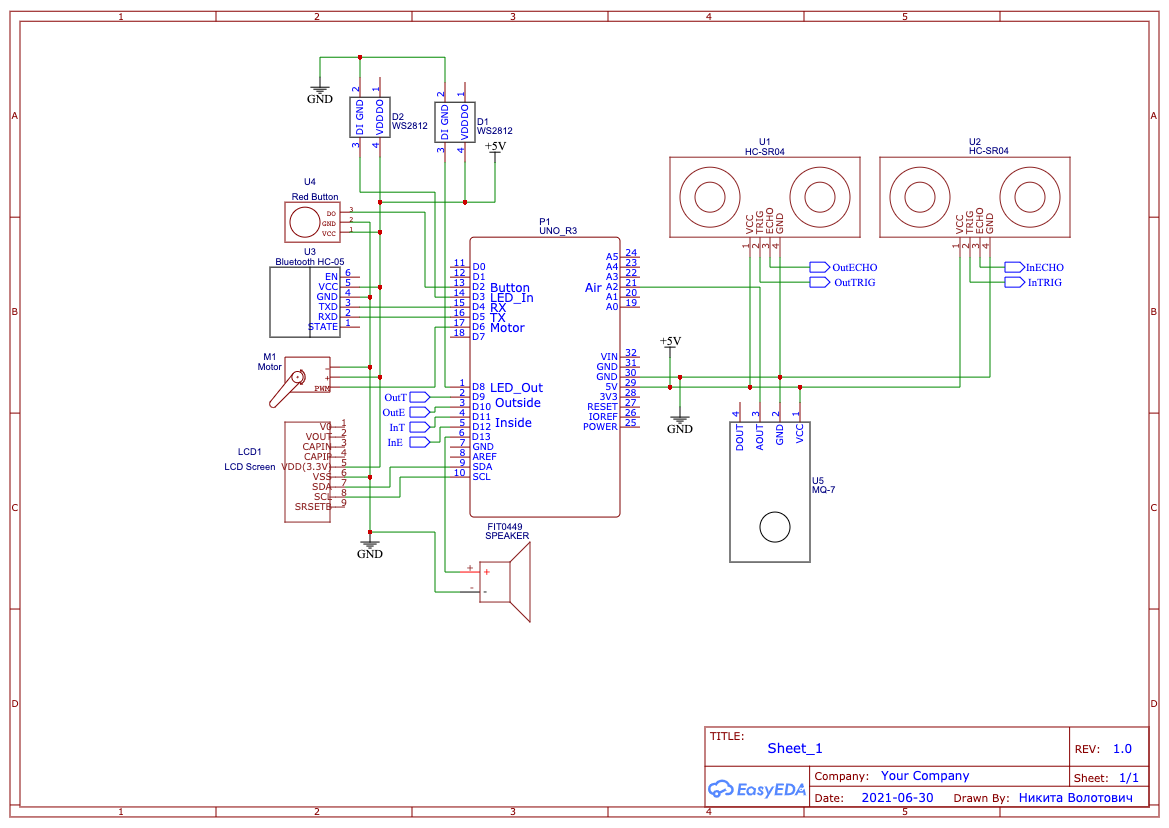 1 2 3 4 5
A A
B B
C C
D D
GND
2 1
DI GND
VDD DO
3 4
D2
WS2812
2 1
DI GND
VDD DO
3 4
D1
WS2812
+5V
U4
Red Button
DO 3
GND 2
VCC 1
U3
Bluetooth HC-05
EN 6
VCC 5
GND 4
TXD 3
RXD 2
STATE 1
M1
Motor
-
+
PWM
LCD1
LCD Screen
V0 1
VOUT 2
CAPIN 3
CAPIP 4
VDD(3.3V) 5
VSS 6
SDA 7
SCL 8
SRSETB 9
GND
P1
UNO_R3
11 D0
12 D1
13 D2 Button
14 D3 LED_In
15 D4 RX
16 D5 TX
17 D6 Motor
18 D7
1 D8 LED_Out
2 D9
3 D10 Outside
4 D11
5 D12 Inside
6 D13
7 GND
8 AREF
9 SDA
10 SCL
OutT
OutE
InT
InE
A5 24
A4 23
A3 22
Air A2 21
A1 20
A0 19
VIN 32
GND 31
GND 30
5V 29
3V3 28
RESET 27
IOREF 26
POWER 25
FIT0449
SPEAKER
+ +
- -
U1
HC-SR04
VCC TRIG ECHO GND
1 2 3 4
OutECHO
OutTRIG
U2
HC-SR04
VCC TRIG ECHO GND
1 2 3 4
InECHO
InTRIG
+5V
GND
4 3 2 1
DOUT AOUT GND VCC
U5
MQ-7
TITLE:
Sheet_1
REV: 1.0
EasyEDA
Company: Your Company
Sheet: 1/1
Date: 2021-06-30 Drawn By: Никита Волотович
1 2 3 4 5